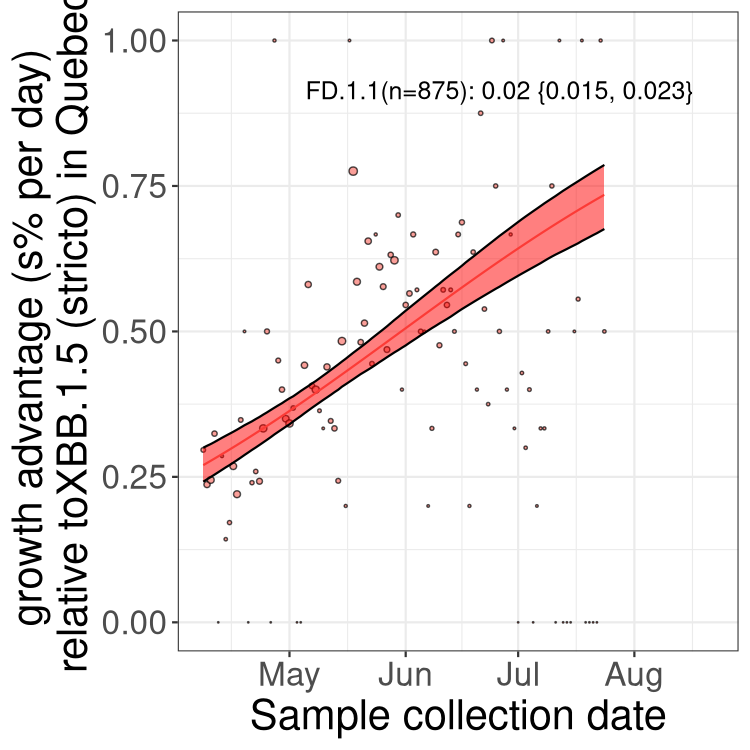 growth advantage (s% per day)
relative toXBB.1.5 (stricto) in Quebec
1.00
0.75
0.50
0.25
0.00
FD.1.1(n=875): 0.02 {0.015, 0.023}
May Jun Jul Aug
Sample collection date